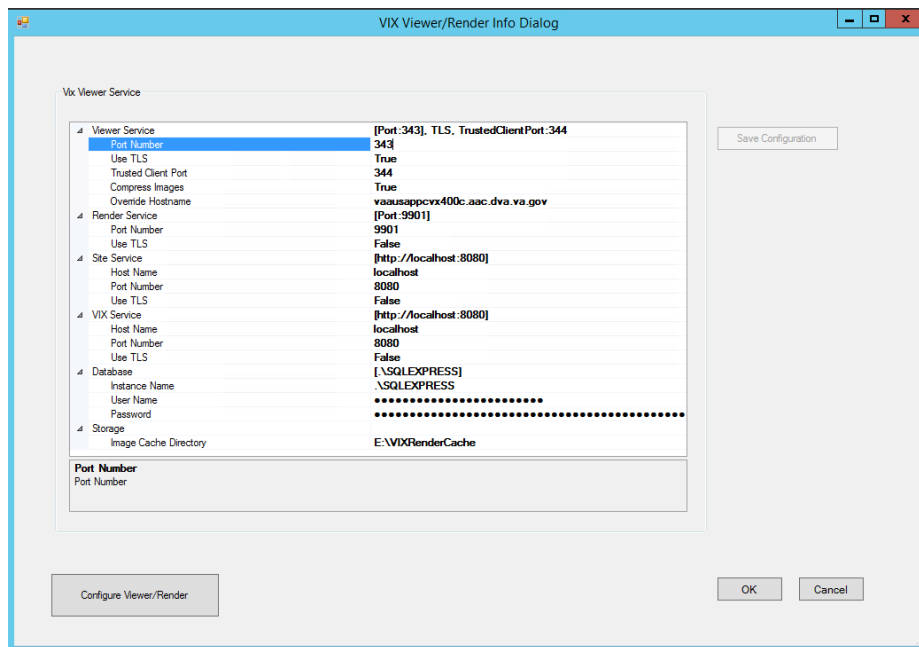 VIX Viewer/Render Info Dialog
Vix Viewer Service
Viewer Service [Port:343], TLS, TrustedClientPort:344
Port Number 343
Use TLS True
Trusted Client Port 344
Compress Images True
Override Hostname vaausappcvx400c.aac.dva.va.gov
Render Service [Port:9901]
Port Number 9901
Use TLS False
Site Service [http://localhost:8080]
Host Name localhost
Port Number 8080
Use TLS False
VIX Service [http://localhost:8080]
Host Name localhost
Port Number 8080
Use TLS False
Database [.\SQLEXPRESS]
Instance Name .\SQLEXPRESS
User Name ●●●●●●●●●●●●●●●●●●●●●●●●
Password ●●●●●●●●●●●●●●●●●●●●●●●●●●●●●●●●●●●●●●●●●●●●
Storage
Image Cache Directory E:\VIXRenderCache
Port Number
Port Number
Save Configuration
Configure Viewer/Render
OK
Cancel